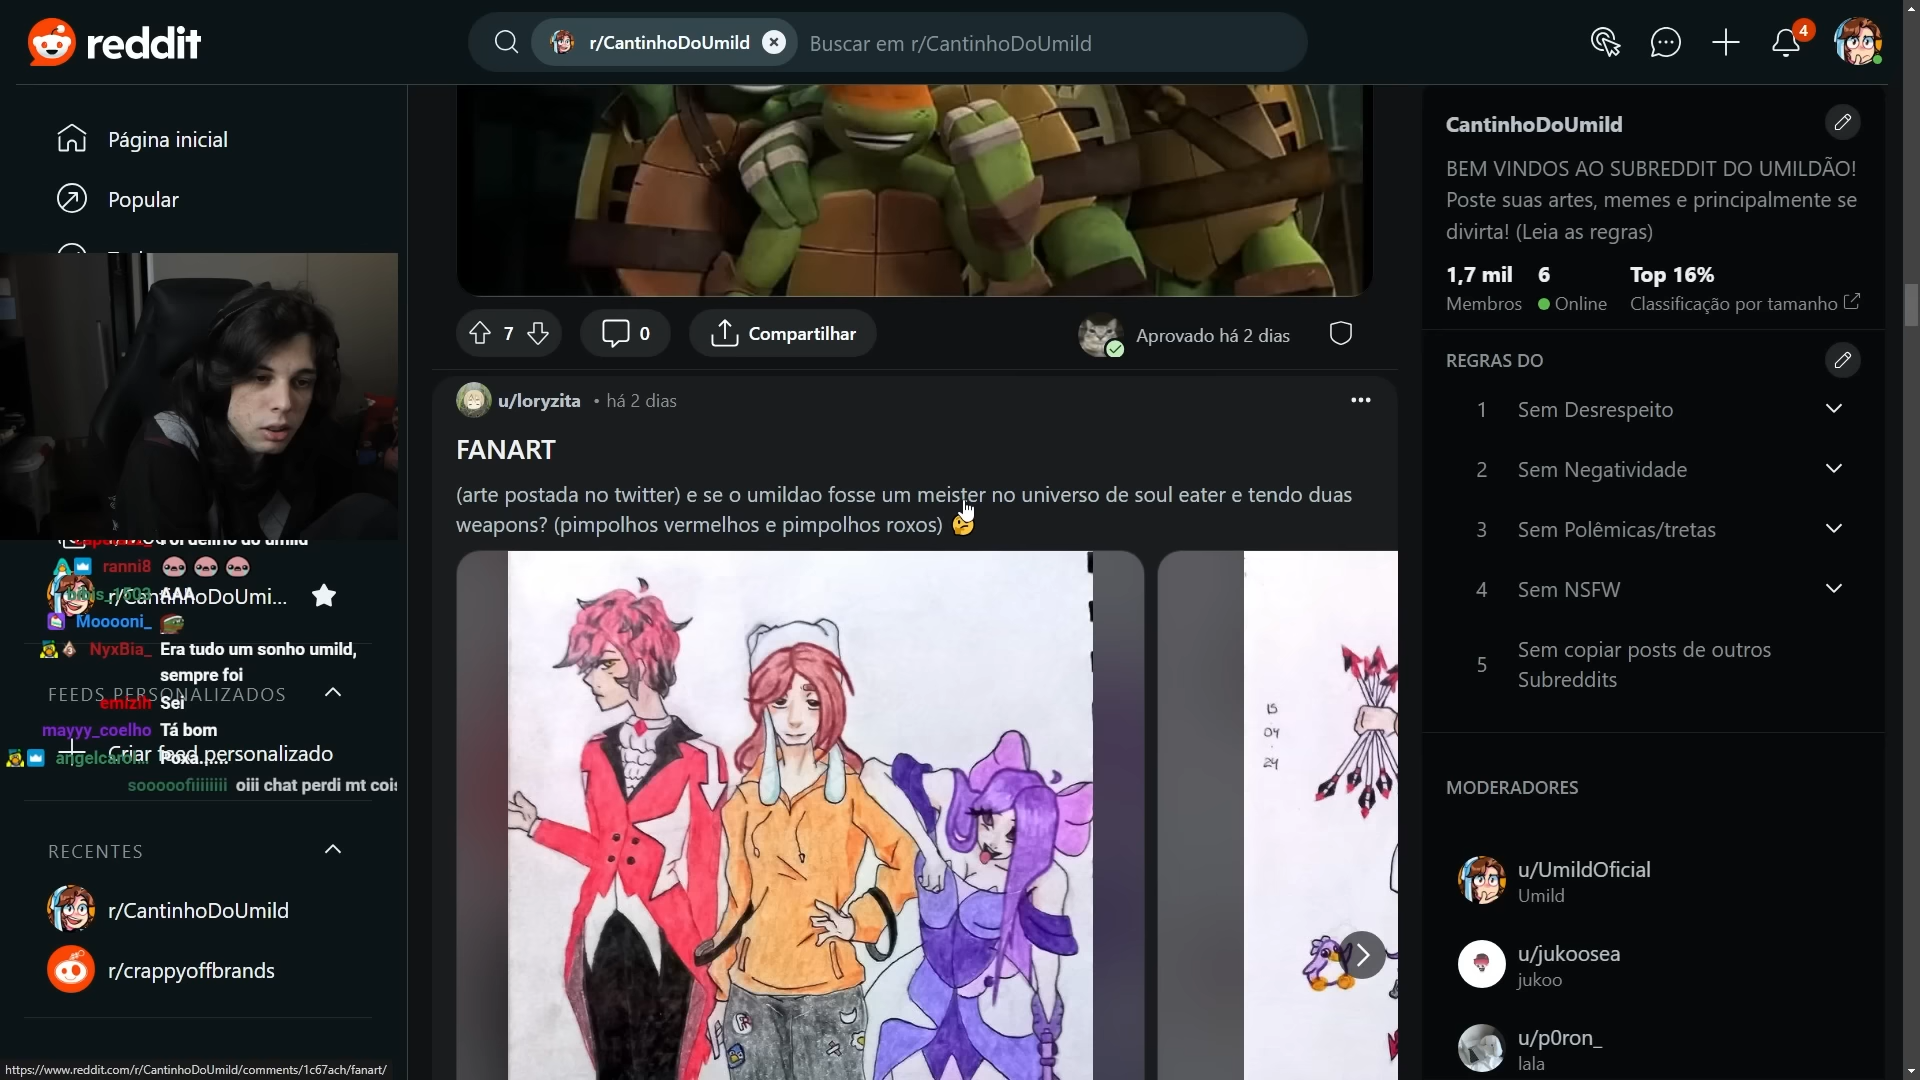 reddit
r/CantinhoDoUmild
Buscar em r/CantinhoDoUmild
4
Página inicial
Popular
7
0
Compartilhar
Aprovado há 2 dias
u/loryzita • há 2 dias
FANART
(arte postada no twitter) e se o umildao fosse um meister no universo de soul eater e tendo duas
weapons? (pimpolhos vermelhos e pimpolhos roxos)
15
04
24
ranni8
r/CantinhoDoUmi...
AAA
Mooooni_
NyxBia_ Era tudo um sonho umild,
sempre foi
FEEDS PERSONALIZADOS
emizin Sei
mayyy_coelho Tá bom
Criar feed personalizado
Poxa.....
sooooofiiiiiiii oiii chat perdi mt cois
RECENTES
r/CantinhoDoUmild
r/crappyoffbrands
https://www.reddit.com/r/CantinhoDoUmild/comments/1c67ach/fanart/
CantinhoDoUmild
BEM VINDOS AO SUBREDDIT DO UMILDÃO!
Poste suas artes, memes e principalmente se
divirta! (Leia as regras)
1,7 mil 6 Top 16%
Membros Online Classificação por tamanho
REGRAS DO
1 Sem Desrespeito
2 Sem Negatividade
3 Sem Polêmicas/tretas
4 Sem NSFW
5 Sem copiar posts de outros
Subreddits
MODERADORES
u/UmildOficial
Umild
u/jukoosea
jukoo
u/p0ron_
lala